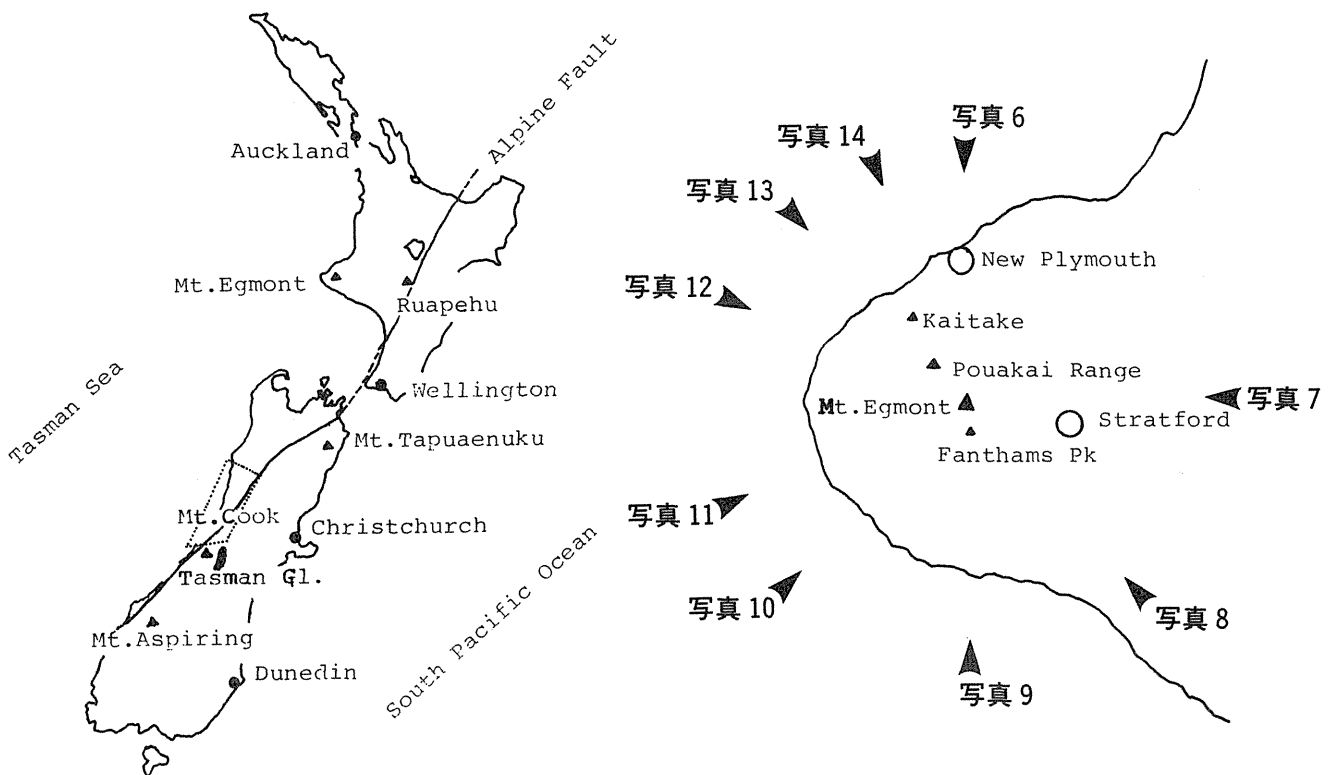 Auckland
Alpine Fault
Mt.Egmont
Ruapehu
Tasman Sea
Wellington
Mt.Tapuaenuku
Mt.Cook
Christchurch
Tasman Gl.
South Pacific Ocean
Mt.Aspiring
Dunedin
写真 6
写真 14
写真 13
New Plymouth
写真 12
Kaitake
Pouakai Range
Mt.Egmont
写真 7
Stratford
Fanthams Pk
写真 11
写真 10
写真 8
写真 9